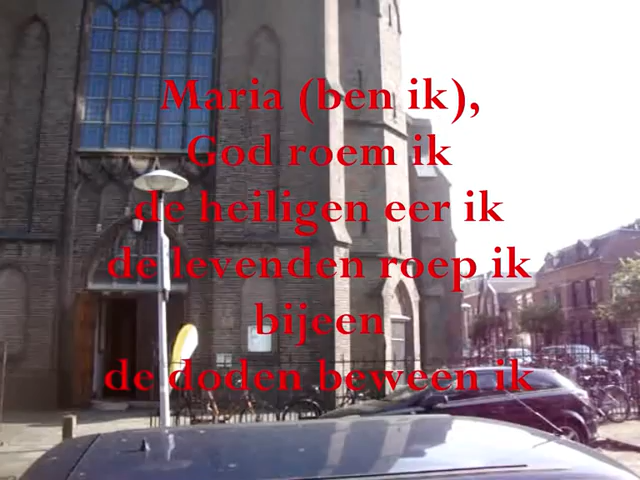 Maria (ben ik),
God roem ik
de heiligen eer ik
de levenden roep ik
bijeen
de doden beween ik